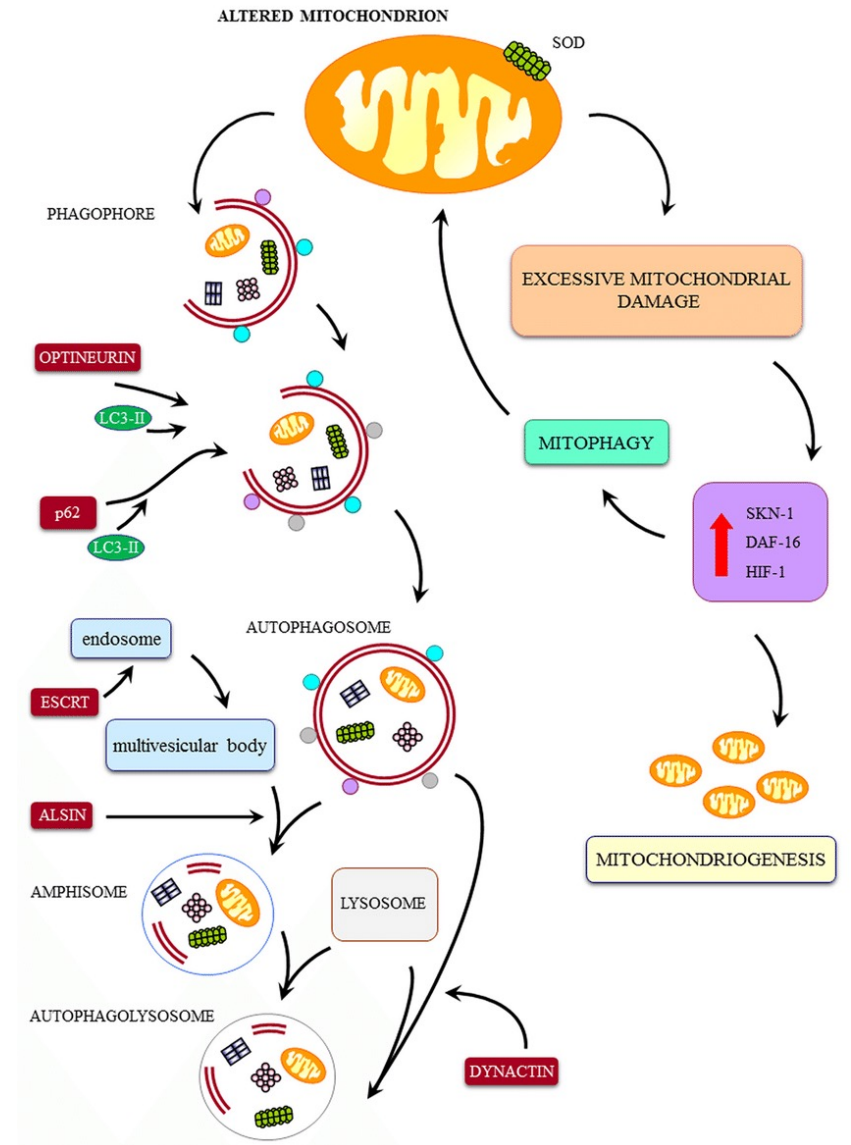 ALTERED MITOCHONDRION
SOD
PHAGOPHORE
EXCESSIVE MITOCHONDRIAL
DAMAGE
OPTINEURIN
LC3-II
MITOPHAGY
p62
LC3-II
SKN-1
DAF-16
HIF-1
endosome
AUTOPHAGOSOME
ESCRT
multivesicular body
ALSIN
MITOCHONDRIOGENESIS
AMPHISOME
LYSOSOME
AUTOPHAGOLYSOSOME
DYNACTIN